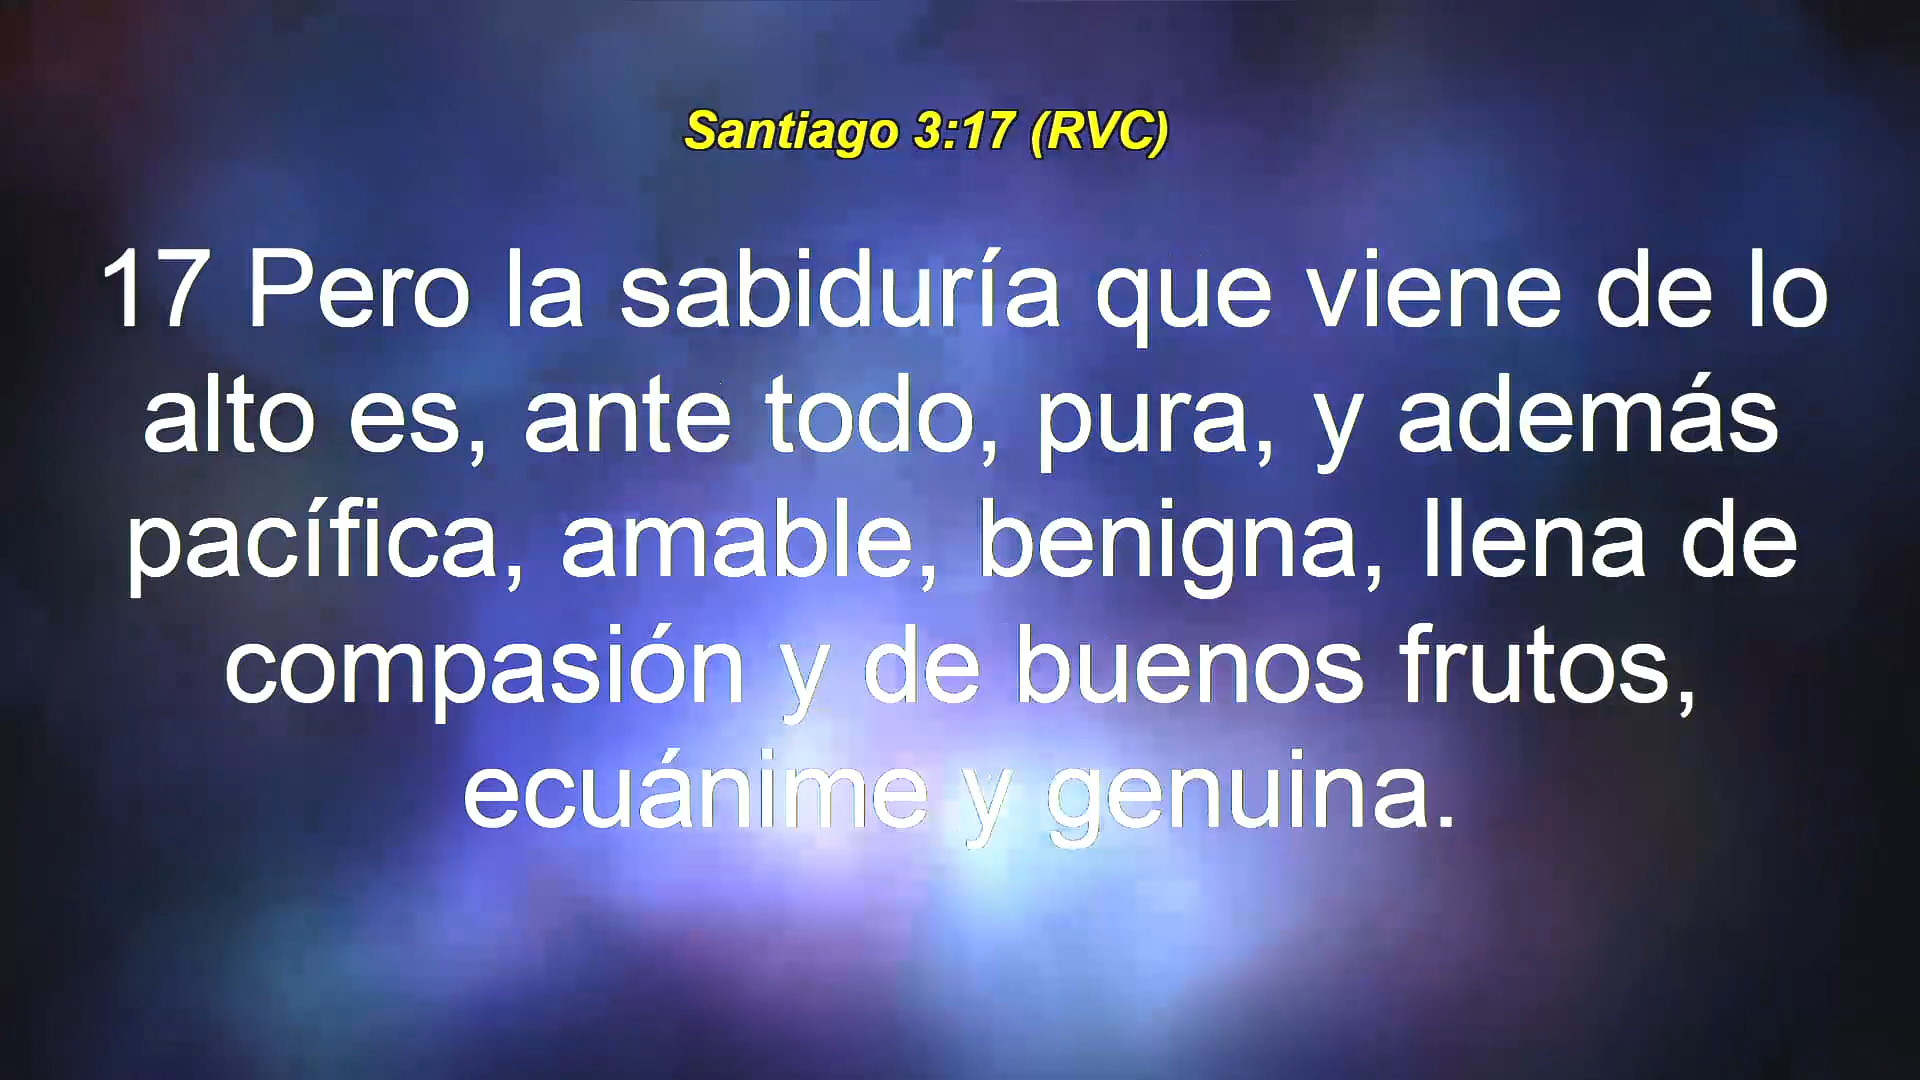 Santiago 3:17 (RVC)
17 Pero la sabiduría que viene de lo
alto es, ante todo, pura, y además
pacífica, amable, benigna, llena de
compasión y de buenos frutos,
ecuánime y genuina.